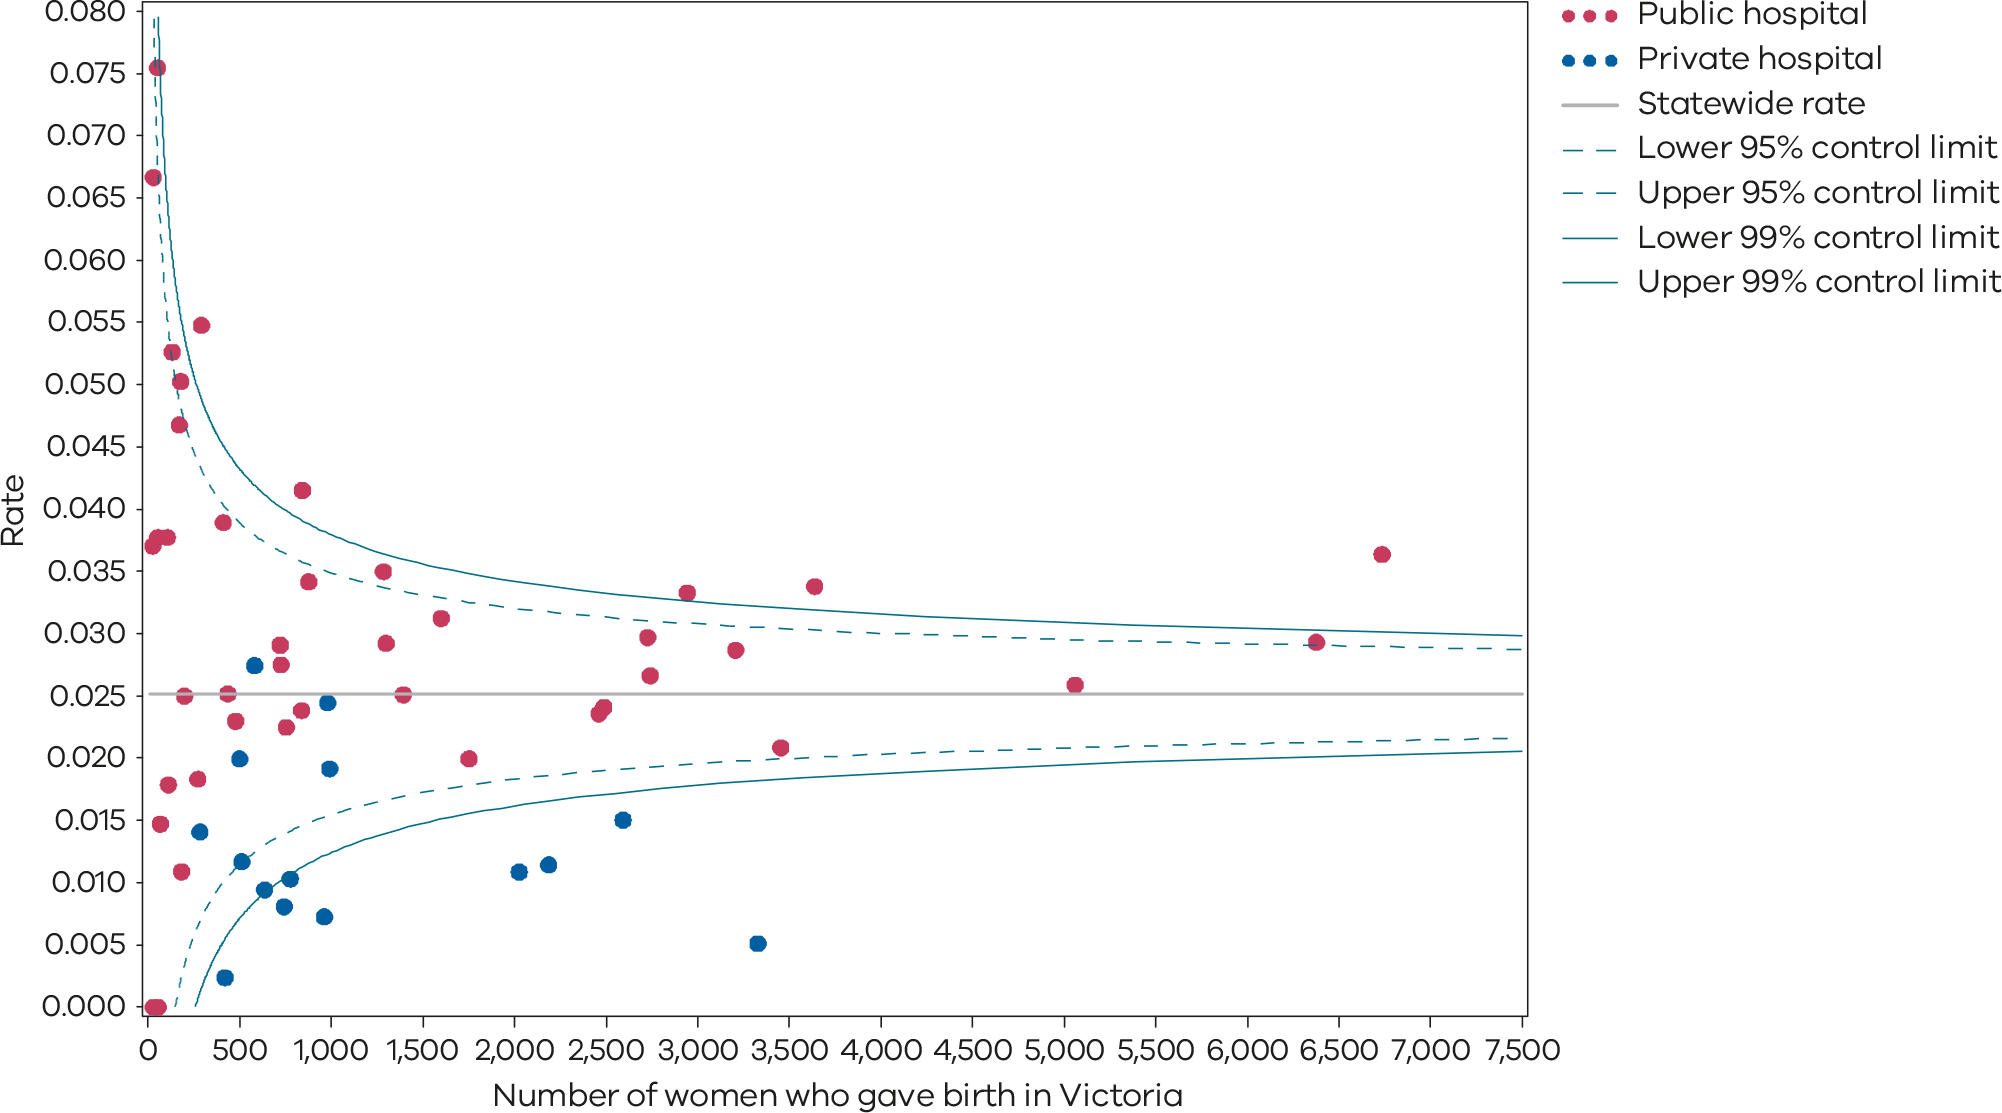 0.080
0.075
0.070
0.065
0.060
0.055
0.050
0.045
0.040
0.035
0.030
0.025
0.020
0.015
0.010
0.005
0.000
Rate
0 500 1,000 1,500 2,000 2,500 3,000 3,500 4,000 4,500 5,000 5,500 6,000 6,500 7,000 7,500
Number of women who gave birth in Victoria
Public hospital
Private hospital
Statewide rate
Lower 95% control limit
Upper 95% control limit
Lower 99% control limit
Upper 99% control limit